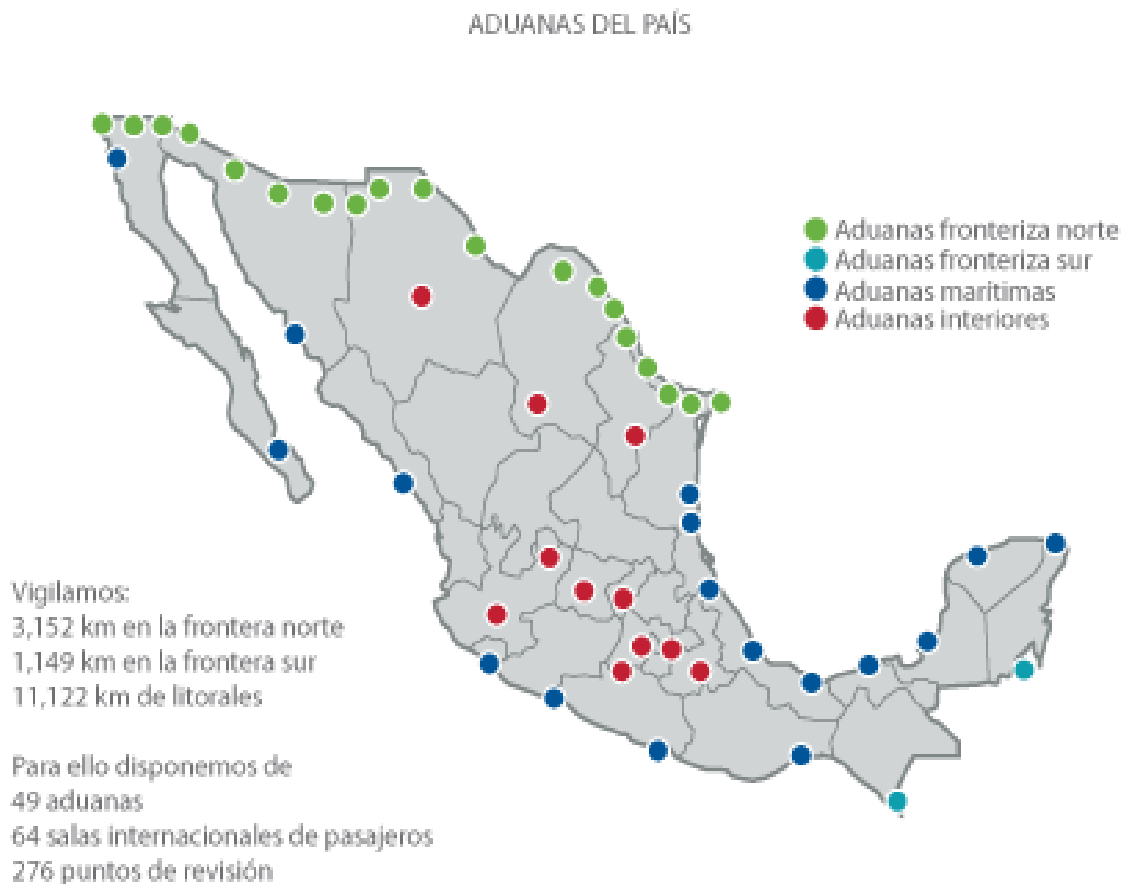 ADUANAS DEL PAÍS
Aduanas fronteriza norte
Aduanas fronteriza sur
Aduanas marítimas
Aduanas interiores
Vigilamos:
3,152 km en la frontera norte
1,149 km en la frontera sur
11,122 km de litorales
Para ello disponemos de
49 aduanas
64 salas internacionales de pasajeros
276 puntos de revisión